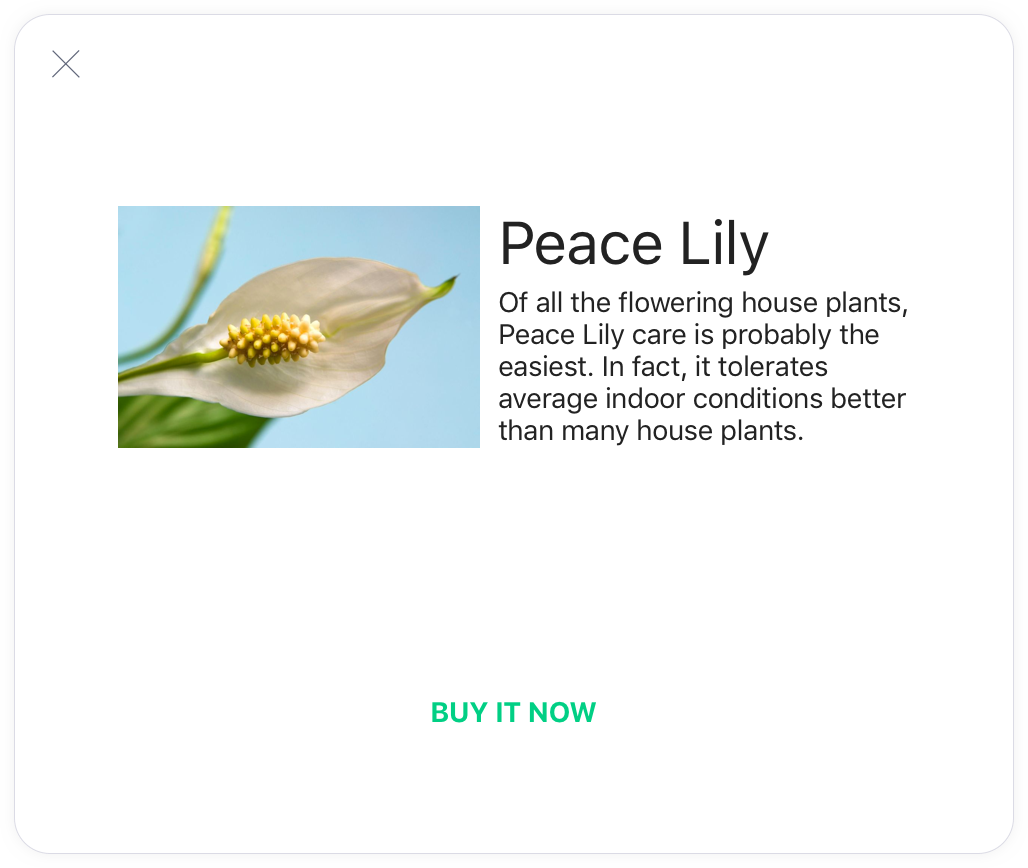 Peace Lily
Of all the flowering house plants,
Peace Lily care is probably the
easiest. In fact, it tolerates
average indoor conditions better
than many house plants.
BUY IT NOW